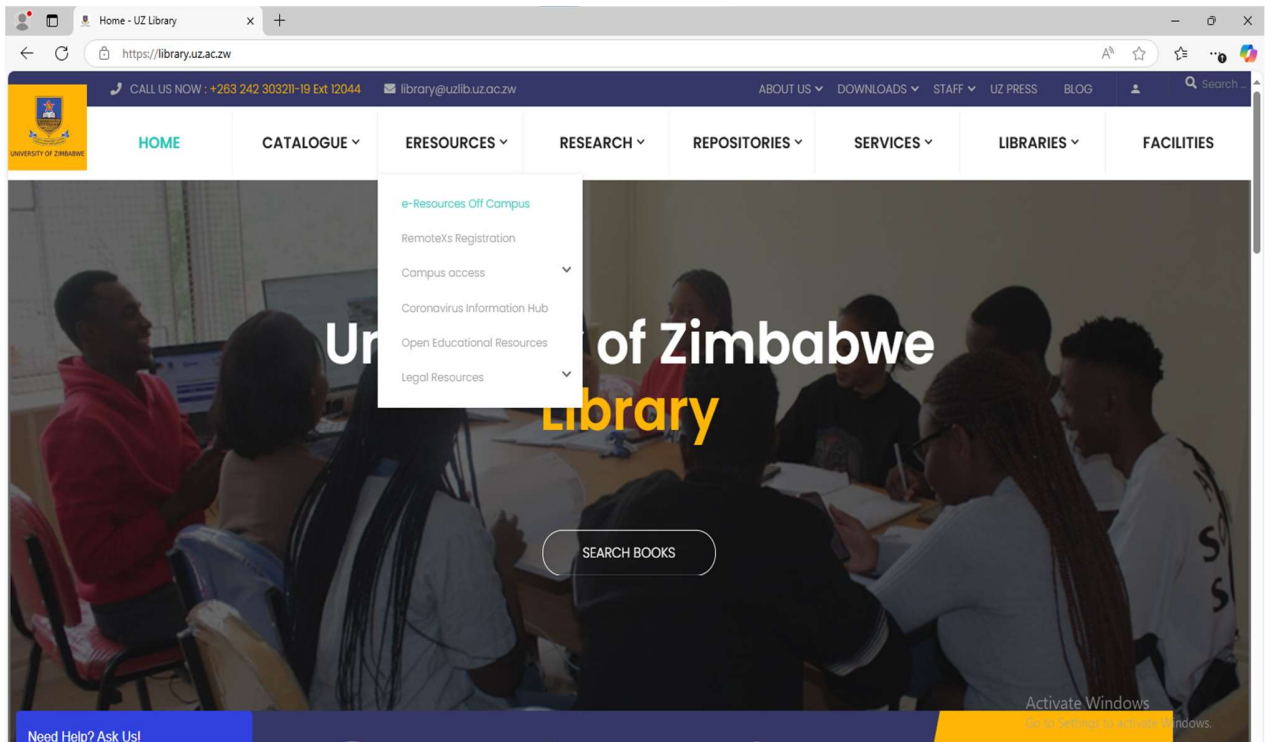 Home - UZ Library
https://library.uz.ac.zw
CALL US NOW : +263 242 303211-19 Ext 12044 library@uzlib.uz.ac.zw ABOUT US DOWNLOADS STAFF UZ PRESS BLOG Search ...
UNIVERSITY OF ZIMBABWE
HOME CATALOGUE ERESOURCES RESEARCH REPOSITORIES SERVICES LIBRARIES FACILITIES
e-Resources Off Campus
RemoteXs Registration
Campus access
Coronavirus Information Hub
Open Educational Resources
Legal Resources
of Zimbabwe
Library
SEARCH BOOKS
Activate Windows
Go to Settings to activate Windows.
Need Help? Ask Us!